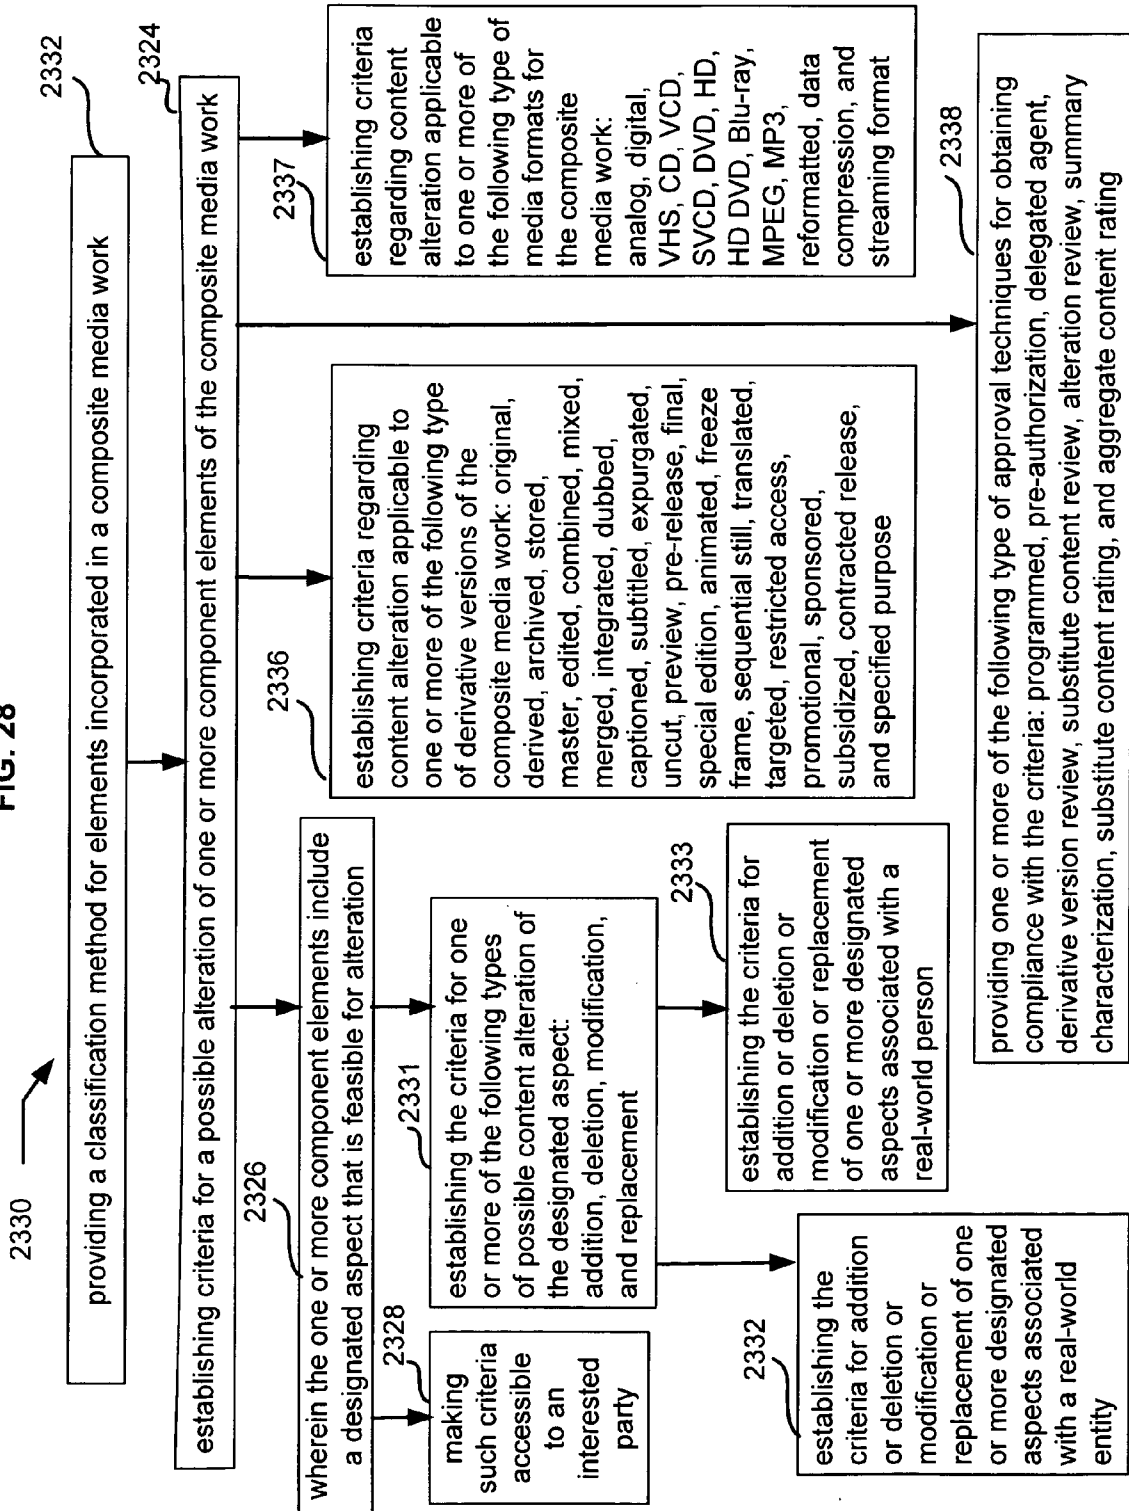 FIG. 28
2330
2332
providing a classification method for elements incorporated in a composite media work
2324
establishing criteria for a possible alteration of one or more component elements of the composite media work
2326
wherein the one or more component elements include
a designated aspect that is feasible for alteration
2328
making
such criteria
accessible
to an
interested
party
2331
establishing the criteria for one
or more of the following types
of possible content alteration of
the designated aspect:
addition, deletion, modification,
and replacement
2332
establishing the
criteria for addition
or deletion or
modification or
replacement of one
or more designated
aspects associated
with a real-world
entity
2333
establishing the criteria for
addition or deletion or
modification or replacement
of one or more designated
aspects associated with a
real-world person
2336
establishing criteria regarding
content alteration applicable to
one or more of the following type
of derivative versions of the
composite media work: original,
derived, archived, stored,
master, edited, combined, mixed,
merged, integrated, dubbed,
captioned, subtitled, expurgated,
uncut, preview, pre-release, final,
special edition, animated, freeze
frame, sequential still, translated,
targeted, restricted access,
promotional, sponsored,
subsidized, contracted release,
and specified purpose
2337
establishing criteria
regarding content
alteration applicable
to one or more of
the following type of
media formats for
the composite
media work:
analog, digital,
VHS, CD, VCD,
SVCD, DVD, HD,
HD DVD, Blu-ray,
MPEG, MP3,
reformatted, data
compression, and
streaming format
2338
providing one or more of the following type of approval techniques for obtaining
compliance with the criteria: programmed, pre-authorization, delegated agent,
derivative version review, substitute content review, alteration review, summary
characterization, substitute content rating, and aggregate content rating